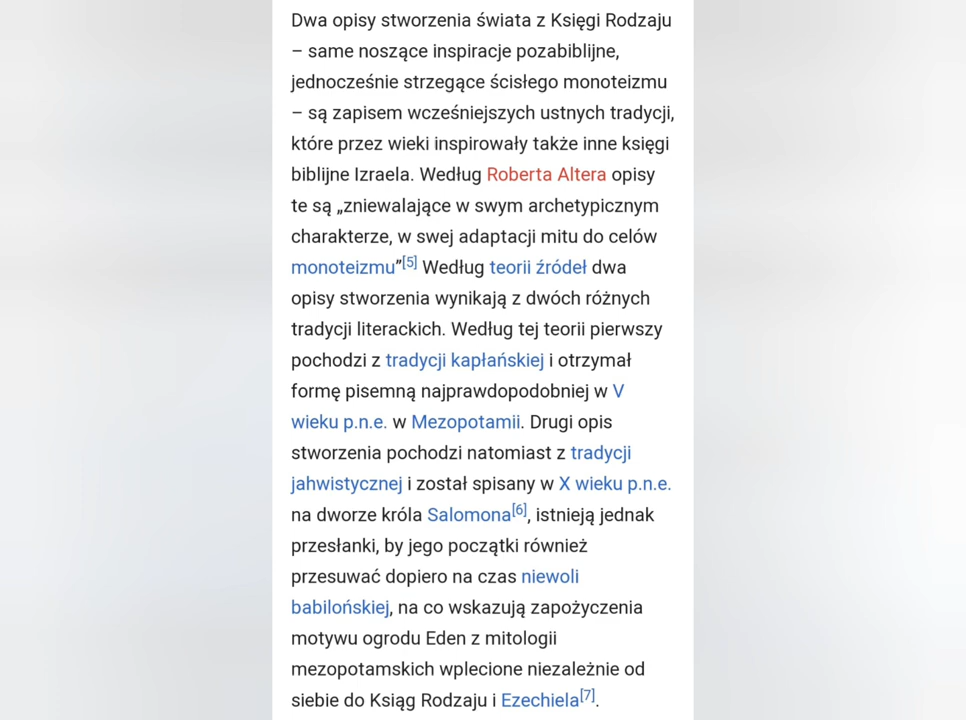 Dwa opisy stworzenia świata z Księgi Rodzaju
– same noszące inspiracje pozabiblijne,
jednocześnie strzegące ścisłego monoteizmu
– są zapisem wcześniejszych ustnych tradycji,
które przez wieki inspirowały także inne księgi
biblijne Izraela. Według Roberta Altera opisy
te są „zniewalające w swym archetypicznym
charakterze, w swej adaptacji mitu do celów
monoteizmu”[5] Według teorii źródeł dwa
opisy stworzenia wynikają z dwóch różnych
tradycji literackich. Według tej teorii pierwszy
pochodzi z tradycji kapłańskiej i otrzymał
formę pisemną najprawdopodobniej w V
wieku p.n.e. w Mezopotamii. Drugi opis
stworzenia pochodzi natomiast z tradycji
jahwistycznej i został spisany w X wieku p.n.e.
na dworze króla Salomona[6], istnieją jednak
przesłanki, by jego początki również
przesuwać dopiero na czas niewoli
babilońskiej, na co wskazują zapożyczenia
motywu ogrodu Eden z mitologii
mezopotamskich wplecione niezależnie od
siebie do Ksiąg Rodzaju i Ezechiela[7].